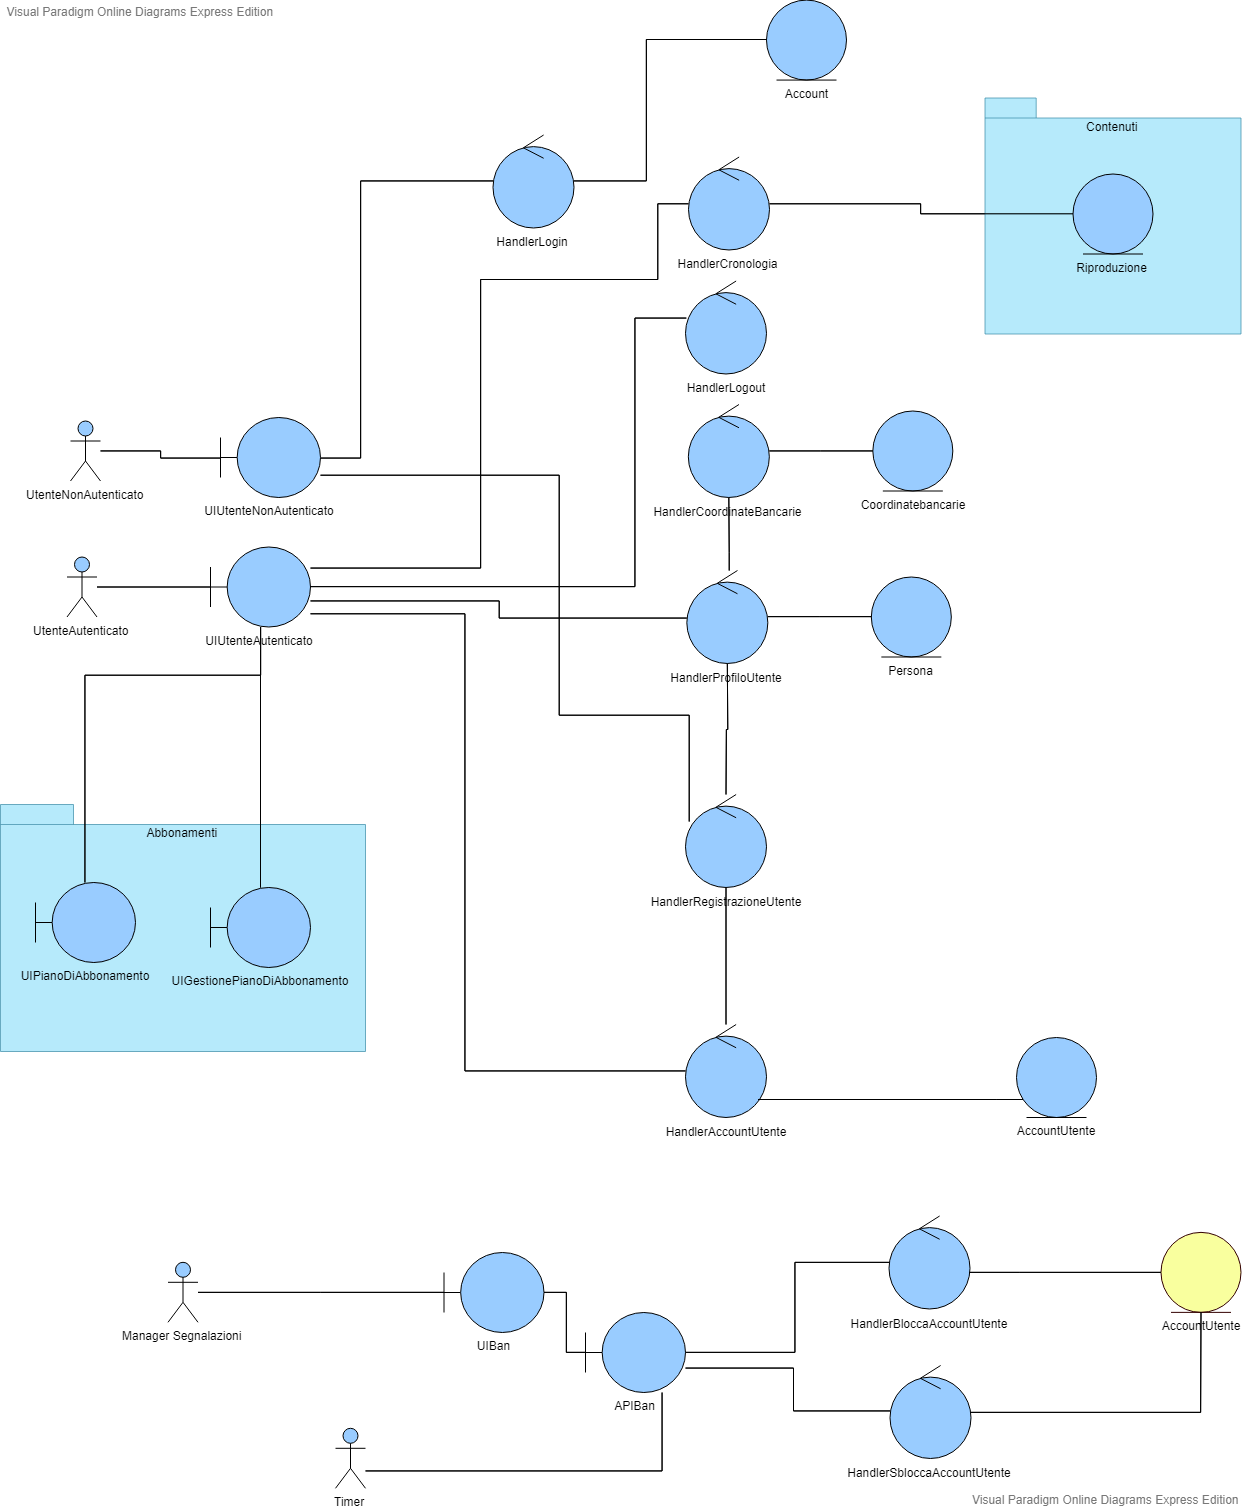 Visual Paradigm Online Diagrams Express Edition
Account
Contenuti
HandlerLogin
HandlerCronologia
Riproduzione
HandlerLogout
UtenteNonAutenticato
UIUtenteNonAutenticato
HandlerCoordinateBancarie
Coordinatebancarie
UtenteAutenticato
UIUtenteAutenticato
HandlerProfiloUtente
Persona
Abbonamenti
HandlerRegistrazioneUtente
UIPianoDiAbbonamento
UIGestionePianoDiAbbonamento
HandlerAccountUtente
AccountUtente
Manager Segnalazioni
UIBan
HandlerBloccaAccountUtente
AccountUtente
APIBan
HandlerSbloccaAccountUtente
Timer
Visual Paradigm Online Diagrams Express Edition